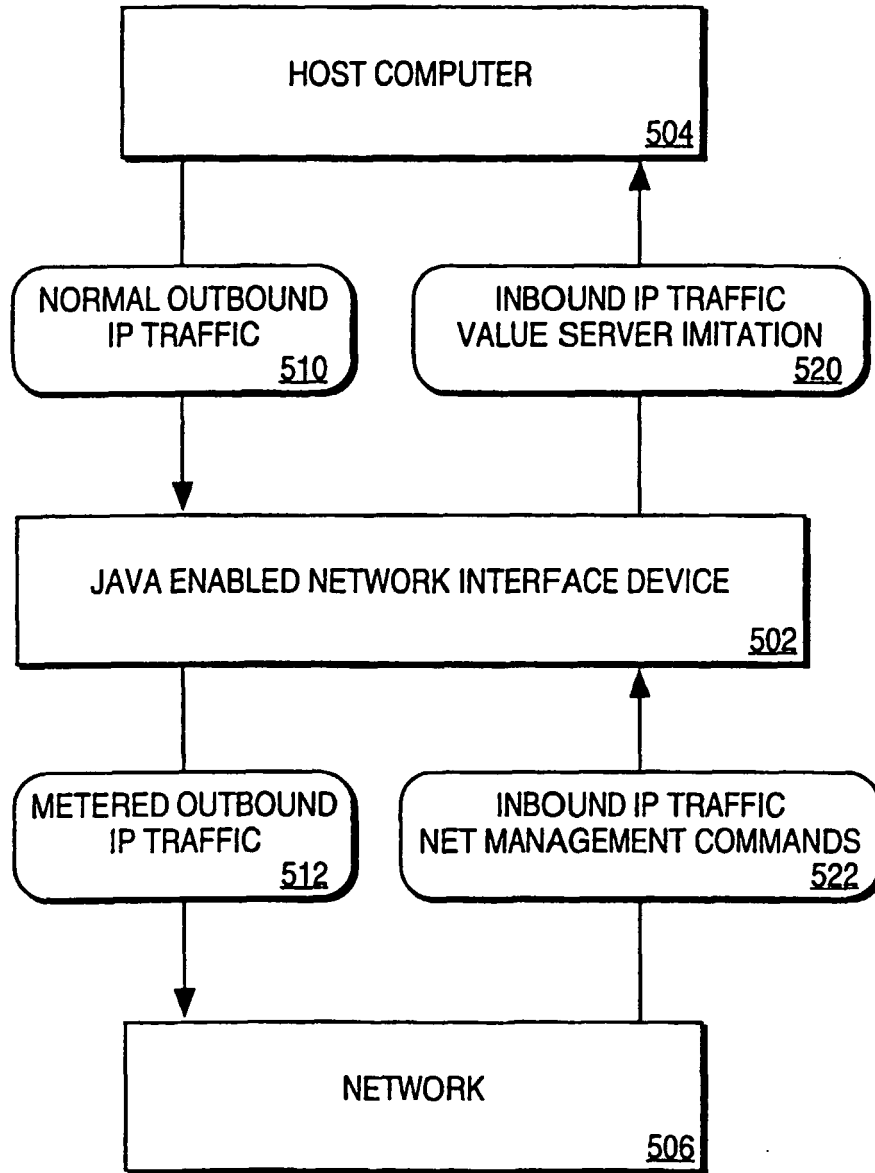 HOST COMPUTER
504
NORMAL OUTBOUND
IP TRAFFIC
510
INBOUND IP TRAFFIC
VALUE SERVER IMITATION
520
JAVA ENABLED NETWORK INTERFACE DEVICE
502
METERED OUTBOUND
IP TRAFFIC
512
INBOUND IP TRAFFIC
NET MANAGEMENT COMMANDS
522
NETWORK
506